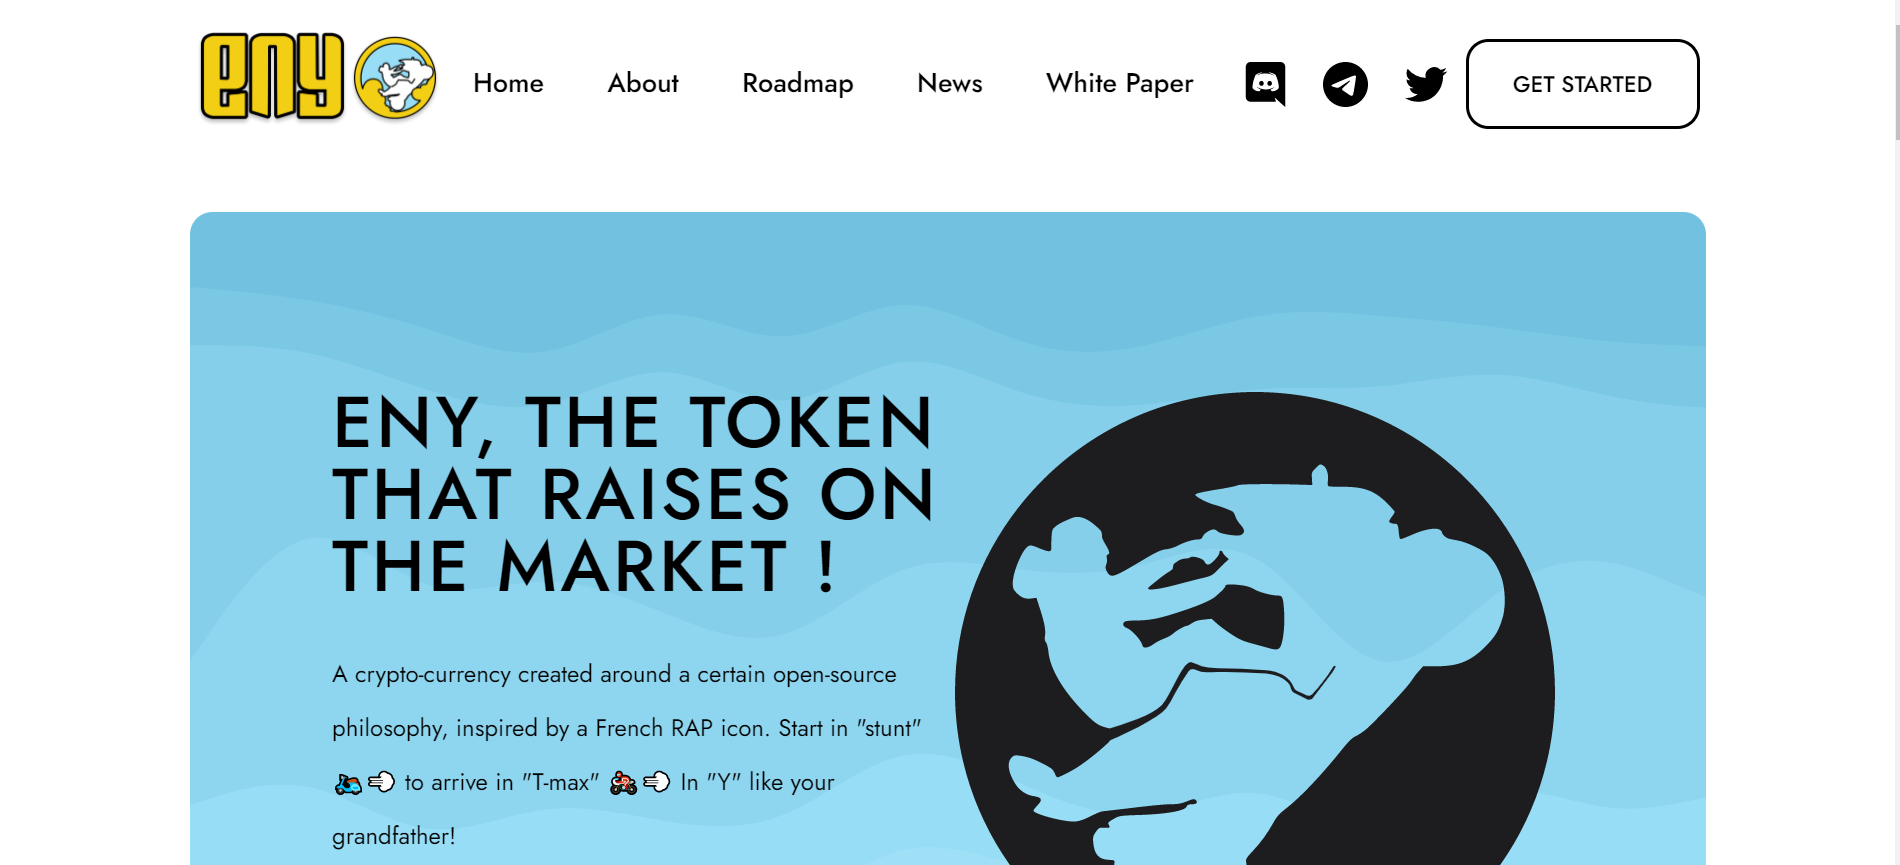 eny
Home About Roadmap News White Paper GET STARTED
ENY, THE TOKEN
THAT RAISES ON
THE MARKET !
A crypto-currency created around a certain open-source
philosophy, inspired by a French RAP icon. Start in "stunt"
to arrive in "T-max" In "Y" like your
grandfather!